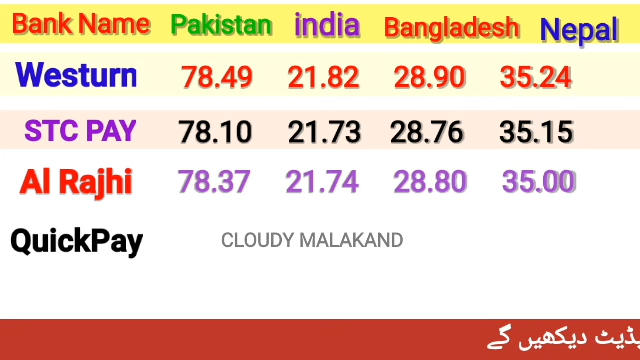 Bank Name Pakistan india Bangladesh Nepal
Westurn 78.49 21.82 28.90 35.24
STC PAY 78.10 21.73 28.76 35.15
Al Rajhi 78.37 21.74 28.80 35.00
QuickPay CLOUDY MALAKAND
دیکھیں گے